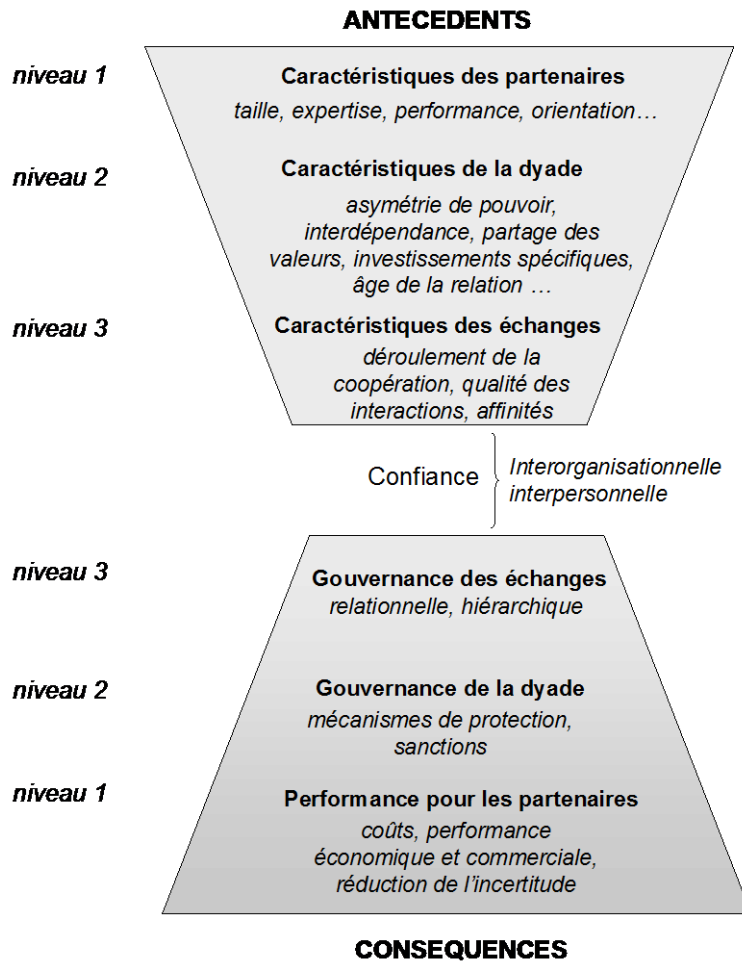 ANTECEDENTS
niveau 1
Caractéristiques des partenaires
taille, expertise, performance, orientation…
niveau 2
Caractéristiques de la dyade
asymétrie de pouvoir,
interdépendance, partage des
valeurs, investissements spécifiques,
âge de la relation …
niveau 3
Caractéristiques des échanges
déroulement de la
coopération, qualité des
interactions, affinités
Confiance
Interorganisationnelle
interpersonnelle
niveau 3
Gouvernance des échanges
relationnelle, hiérarchique
niveau 2
Gouvernance de la dyade
mécanismes de protection,
sanctions
niveau 1
Performance pour les partenaires
coûts, performance
économique et commerciale,
réduction de l'incertitude
CONSEQUENCES